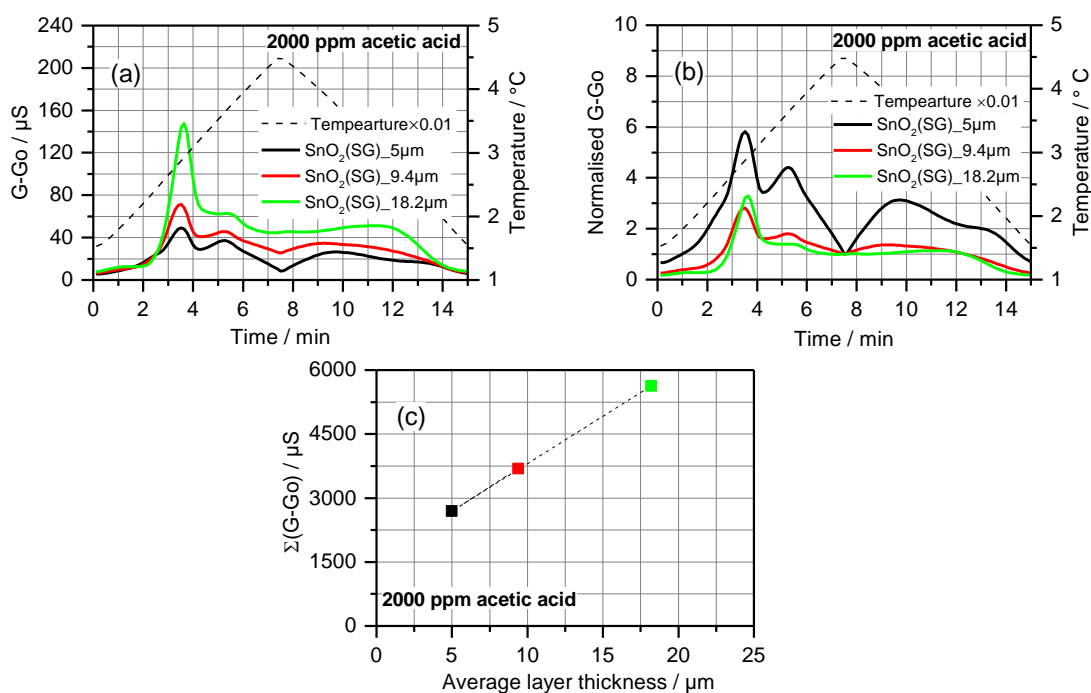 2000 ppm acetic acid
(a)
G-Go / µS
240
200
160
120
80
40
0
0 2 4 6 8 10 12 14
Time / min
5
4
3
2
1
Temperature / °C
Tempearture×0.01
SnO2(SG)_5µm
SnO2(SG)_9.4µm
SnO2(SG)_18.2µm
2000 ppm acetic acid
(b)
Normalised G-Go
10
8
6
4
2
0
0 2 4 6 8 10 12 14
Time / min
5
4
3
2
1
Temperature / ° C
Tempearture ×0.01
SnO2(SG)_5µm
SnO2(SG)_9.4µm
SnO2(SG)_18.2µm
(c)
Σ(G-Go) / µS
6000
4500
3000
1500
0
2000 ppm acetic acid
0 5 10 15 20 25
Average layer thickness / µm